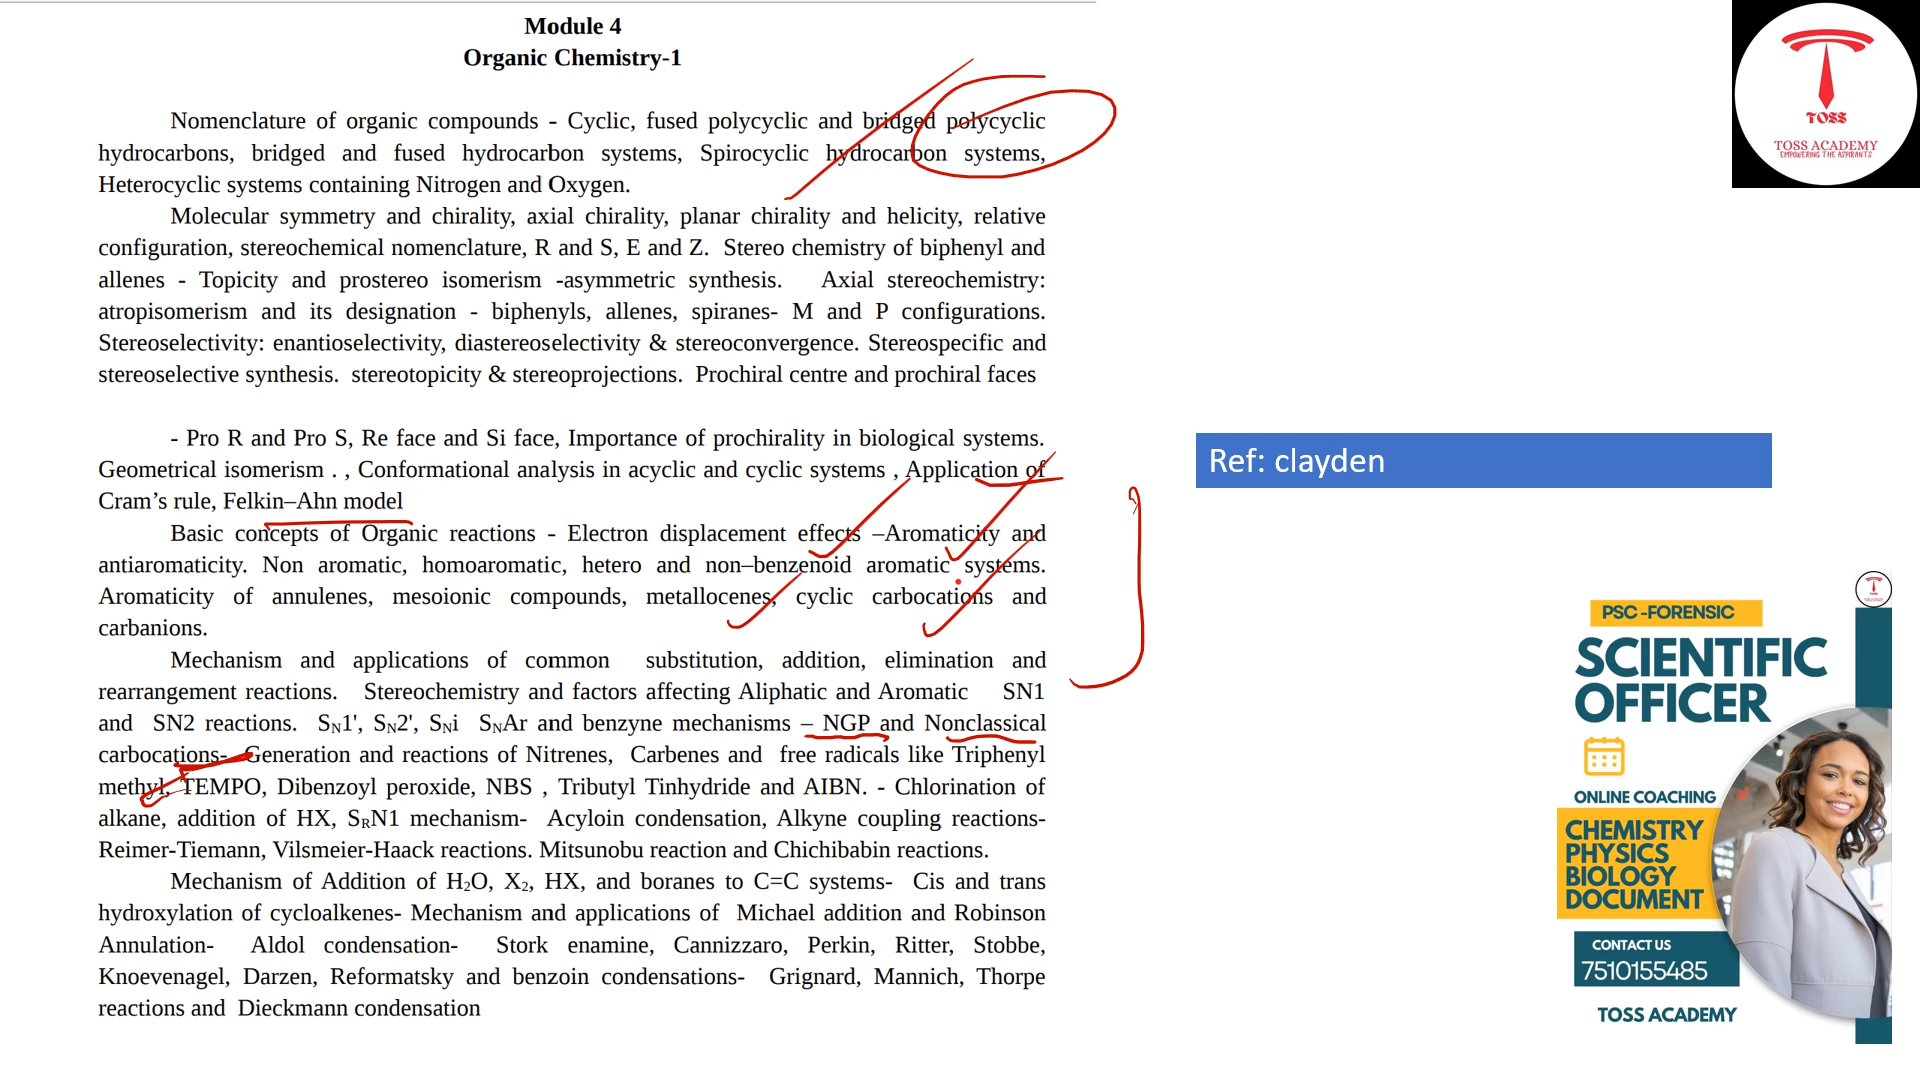 Module 4
Organic Chemistry-1
Nomenclature of organic compounds - Cyclic, fused polycyclic and bridged polycyclic
hydrocarbons, bridged and fused hydrocarbon systems, Spirocyclic hydrocarbon systems,
Heterocyclic systems containing Nitrogen and Oxygen.
Molecular symmetry and chirality, axial chirality, planar chirality and helicity, relative
configuration, stereochemical nomenclature, R and S, E and Z. Stereo chemistry of biphenyl and
allenes - Topicity and prostereo isomerism -asymmetric synthesis. Axial stereochemistry:
atropisomerism and its designation - biphenyls, allenes, spiranes- M and P configurations.
Stereoselectivity: enantioselectivity, diastereoselectivity & stereoconvergence. Stereospecific and
stereoselective synthesis. stereotopicity & stereoprojections. Prochiral centre and prochiral faces
- Pro R and Pro S, Re face and Si face, Importance of prochirality in biological systems.
Geometrical isomerism . , Conformational analysis in acyclic and cyclic systems , Application of
Cram’s rule, Felkin–Ahn model
Basic concepts of Organic reactions - Electron displacement effects –Aromaticity and
antiaromaticity. Non aromatic, homoaromatic, hetero and non–benzenoid aromatic systems.
Aromaticity of annulenes, mesoionic compounds, metallocenes, cyclic carbocations and
carbanions.
Mechanism and applications of common substitution, addition, elimination and
rearrangement reactions. Stereochemistry and factors affecting Aliphatic and Aromatic SN1
and SN2 reactions. SN1', SN2', SNi SNAr and benzyne mechanisms – NGP and Nonclassical
carbocations- Generation and reactions of Nitrenes, Carbenes and free radicals like Triphenyl
methyl, TEMPO, Dibenzoyl peroxide, NBS , Tributyl Tinhydride and AIBN. - Chlorination of
alkane, addition of HX, SRN1 mechanism- Acyloin condensation, Alkyne coupling reactions-
Reimer-Tiemann, Vilsmeier-Haack reactions. Mitsunobu reaction and Chichibabin reactions.
Mechanism of Addition of H2O, X2, HX, and boranes to C=C systems- Cis and trans
hydroxylation of cycloalkenes- Mechanism and applications of Michael addition and Robinson
Annulation- Aldol condensation- Stork enamine, Cannizzaro, Perkin, Ritter, Stobbe,
Knoevenagel, Darzen, Reformatsky and benzoin condensations- Grignard, Mannich, Thorpe
reactions and Dieckmann condensation
TOSS
TOSS ACADEMY
EMPOWERING THE ASPIRANTS
Ref: clayden
PSC -FORENSIC
SCIENTIFIC
OFFICER
ONLINE COACHING
CHEMISTRY
PHYSICS
BIOLOGY
DOCUMENT
CONTACT US
7510155485
TOSS ACADEMY